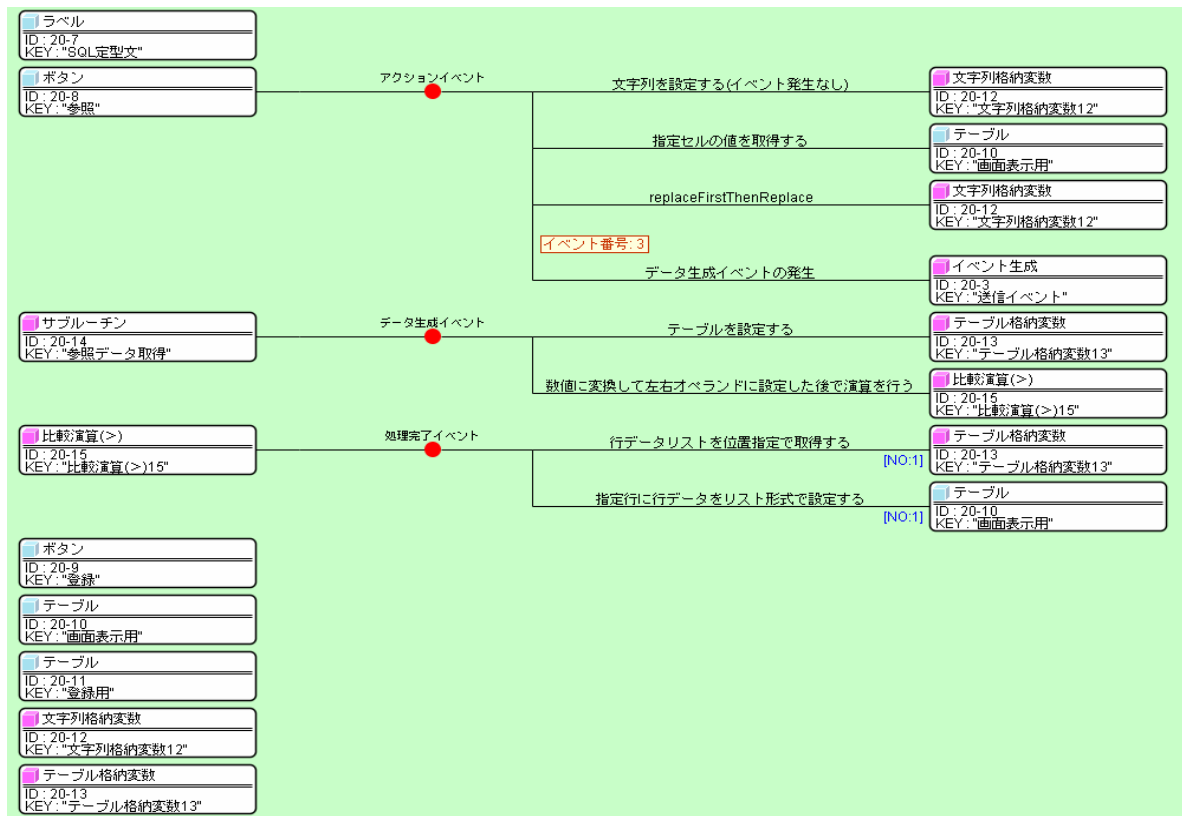 ラベル
ID : 20-7
KEY : "SQL定型文"
ボタン
ID : 20-8
KEY : "参照"
アクションイベント
文字列を設定する(イベント発生なし)
文字列格納変数
ID : 20-12
KEY : "文字列格納変数12"
指定セルの値を取得する
テーブル
ID : 20-10
KEY : "画面表示用"
replaceFirstThenReplace
文字列格納変数
ID : 20-12
KEY : "文字列格納変数12"
イベント番号: 3
データ生成イベントの発生
イベント生成
ID : 20-3
KEY : "送信イベント"
サブルーチン
ID : 20-14
KEY : "参照データ取得"
データ生成イベント
テーブルを設定する
テーブル格納変数
ID : 20-13
KEY : "テーブル格納変数13"
数値に変換して左右オペランドに設定した後で演算を行う
比較演算(>)
ID : 20-15
KEY : "比較演算(>)15"
比較演算(>)
ID : 20-15
KEY : "比較演算(>)15"
処理完了イベント
行データリストを位置指定で取得する
[NO:1]
テーブル格納変数
ID : 20-13
KEY : "テーブル格納変数13"
指定行に行データをリスト形式で設定する
[NO:1]
テーブル
ID : 20-10
KEY : "画面表示用"
ボタン
ID : 20-9
KEY : "登録"
テーブル
ID : 20-10
KEY : "画面表示用"
テーブル
ID : 20-11
KEY : "登録用"
文字列格納変数
ID : 20-12
KEY : "文字列格納変数12"
テーブル格納変数
ID : 20-13
KEY : "テーブル格納変数13"